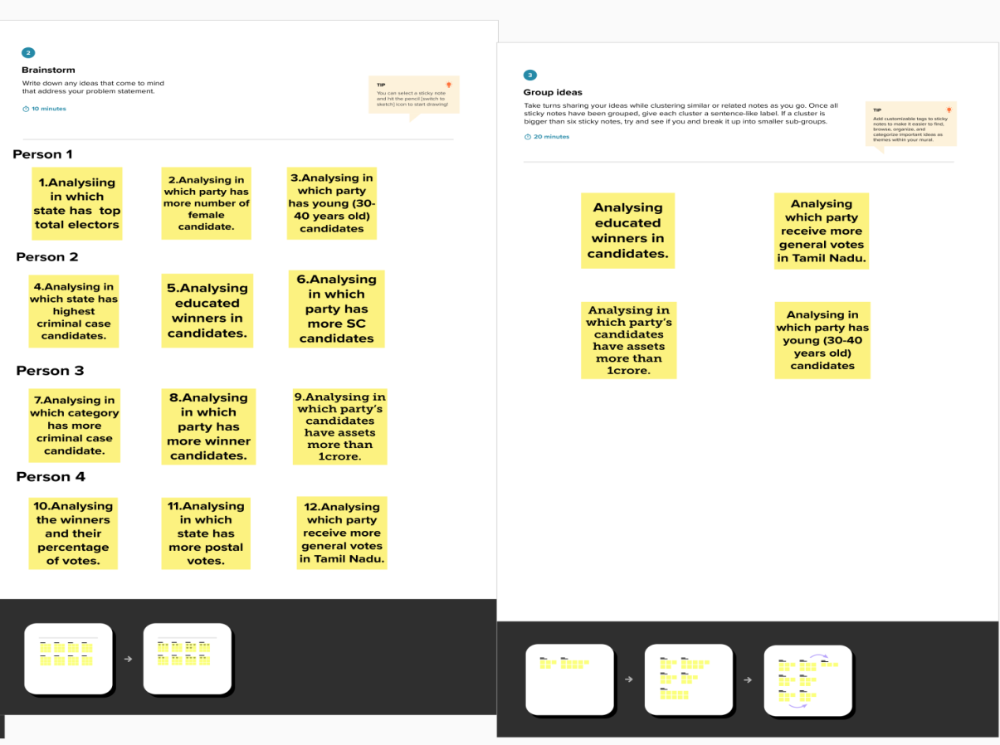 2
Brainstorm
Write down any ideas that come to mind
that address your problem statement.
10 minutes
TIP
You can select a sticky note
and hit the pencil [switch to
sketch] icon to start drawing!
Person 1
1.Analysiing
in which
state has top
total electors
2.Analysing in
which party has
more number of
female
candidate.
3.Analysing in
which party
has young (30-
40 years old)
candidates
Person 2
4.Analysing in
which state has
highest
criminal case
candidates.
5.Analysing
educated
winners in
candidates.
6.Analysing
in which
party has
more SC
candidates
Person 3
7.Analysing in
which category
has more
criminal case
candidate.
8.Analysing
in which
party has
more winner
candidates.
9.Analysing in
which party's
candidates
have assets
more than
1crore.
Person 4
10.Analysing
the winners
and their
percentage
of votes.
11.Analysing
in which
state has
more postal
votes.
12.Analysing
which party
receive more
general votes
in Tamil Nadu.
3
Group ideas
Take turns sharing your ideas while clustering similar or related notes as you go. Once all
sticky notes have been grouped, give each cluster a sentence-like label. If a cluster is
bigger than six sticky notes, try and see if you and break it up into smaller sub-groups.
20 minutes
TIP
Add customizable tags to sticky
notes to make it easier to find,
browse, organize, and
categorize important ideas as
themes within your mural.
Analysing
educated
winners in
candidates.
Analysing
which party
receive more
general votes
in Tamil Nadu.
Analysing in
which party's
candidates
have assets
more than
1crore.
Analysing in
which party has
young (30-40
years old)
candidates